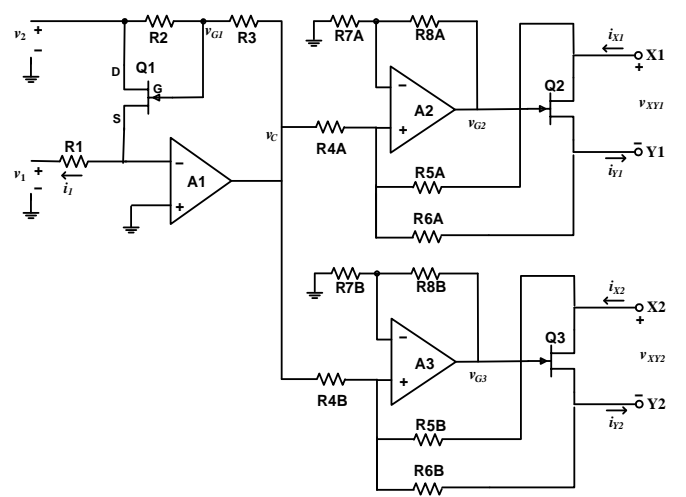 v2 + − R2 vG1 R3
D Q1 G S
R1 v1 + − i1
A1 − +
vC
R7A R8A
R4A
− + A2
vG2
Q2
R5A
R6A
iX1 X1 +
vXY1
− Y1 iY1
R7B R8B
R4B
− + A3
vG3
Q3
R5B
R6B
iX2 X2 +
vXY2
− Y2 iY2